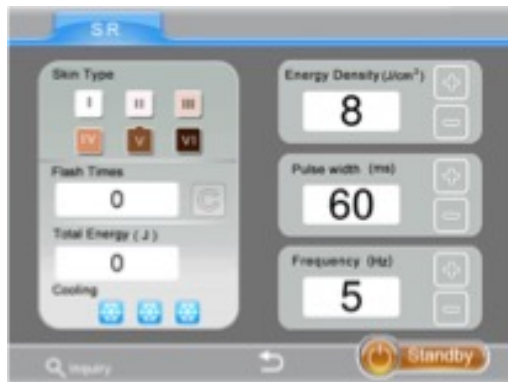 SR
Skin Type
I II III
IV V VI
Flash Times
0
Total Energy ( J )
0
Cooling
Energy Density(J/cm²)
8
Pulse width (ms)
60
Frequency (Hz)
5
Inquiry
Standby